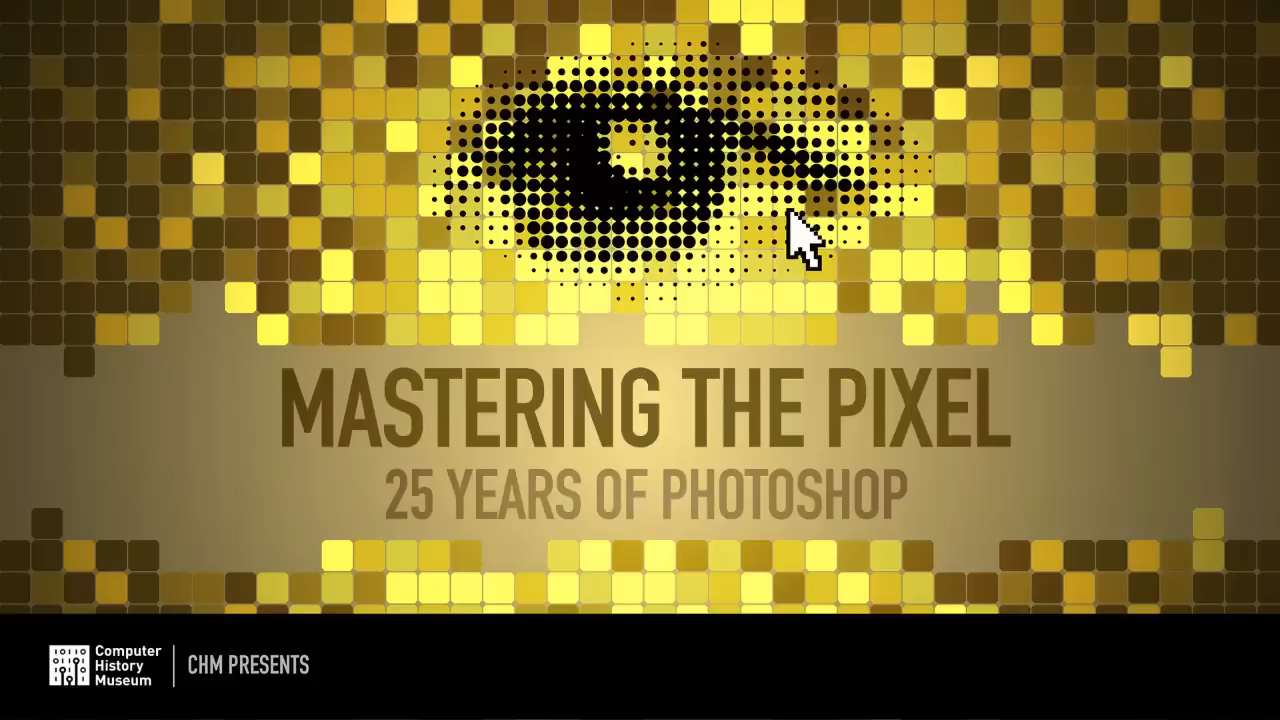 MASTERING THE PIXEL
25 YEARS OF PHOTOSHOP
Computer
History
Museum
CHM PRESENTS